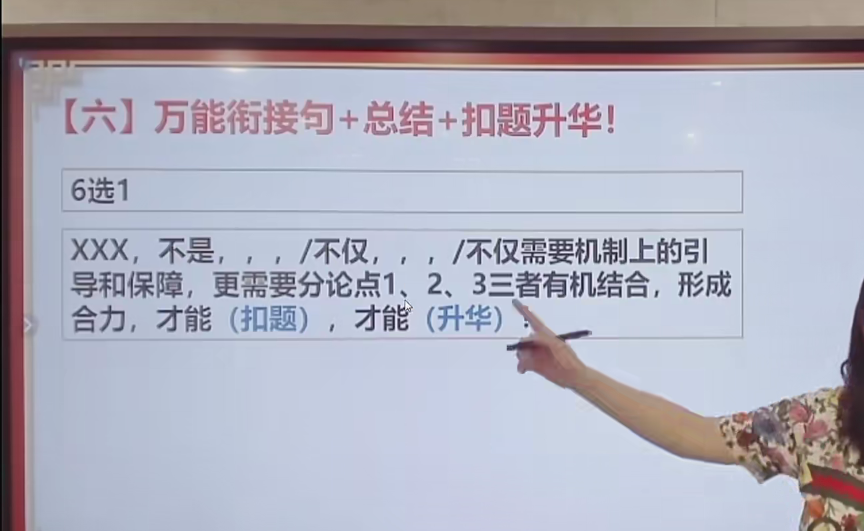 【六】万能衔接句+总结+扣题升华！
6选1
XXX，不是，，，/不仅，，，/不仅需要机制上的引
导和保障，更需要分论点1、2、3三者有机结合，形成
合力，才能（扣题），才能（升华）！